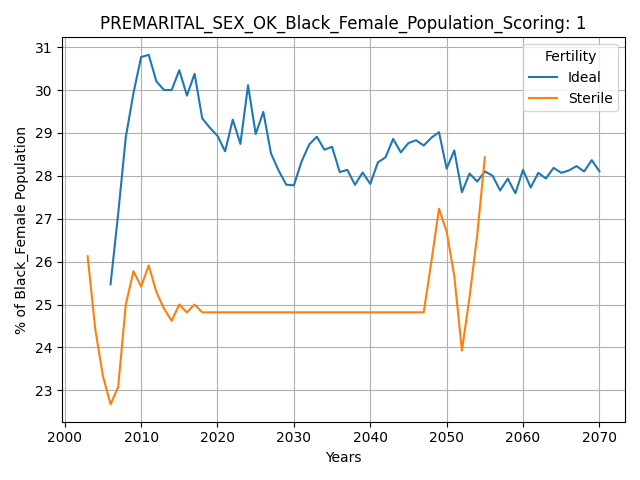 PREMARITAL_SEX_OK_Black_Female_Population_Scoring: 1
% of Black_Female Population
31
30
29
28
27
26
25
24
23
Fertility
Ideal
Sterile
2000 2010 2020 2030 2040 2050 2060 2070
Years